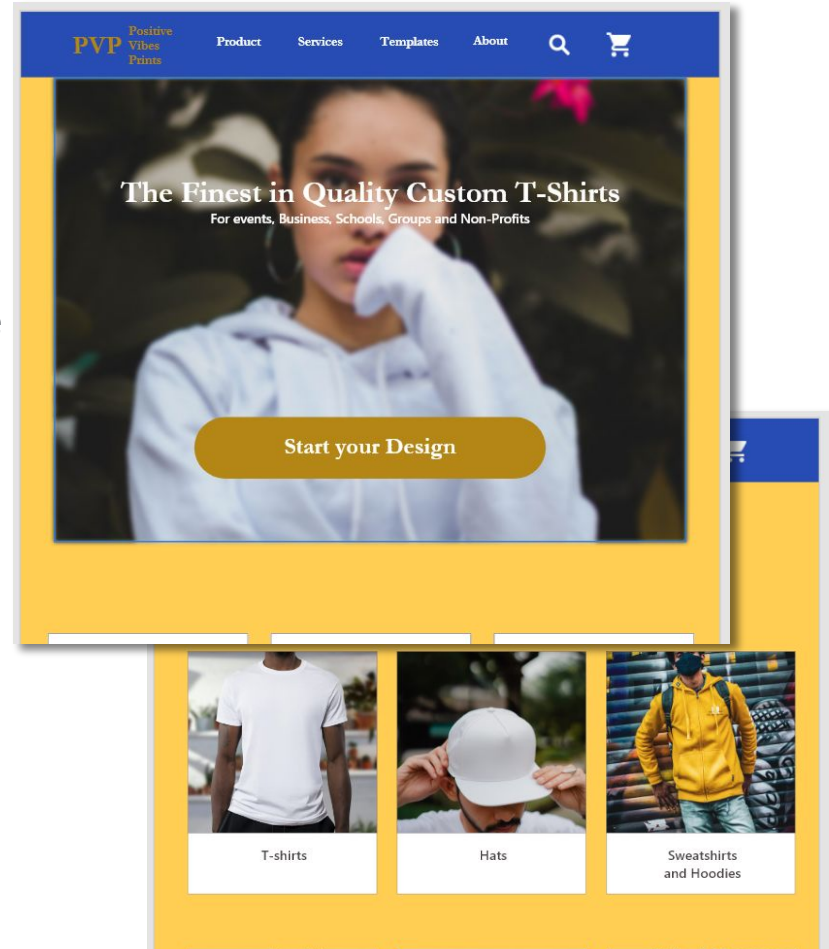 PVP
Positive
Vibes
Prints
Product
Services
Templates
About
The Finest in Quality Custom T-Shirts
For events, Business, Schools, Groups and Non-Profits
Start your Design
T-shirts
Hats
Sweatshirts
and Hoodies